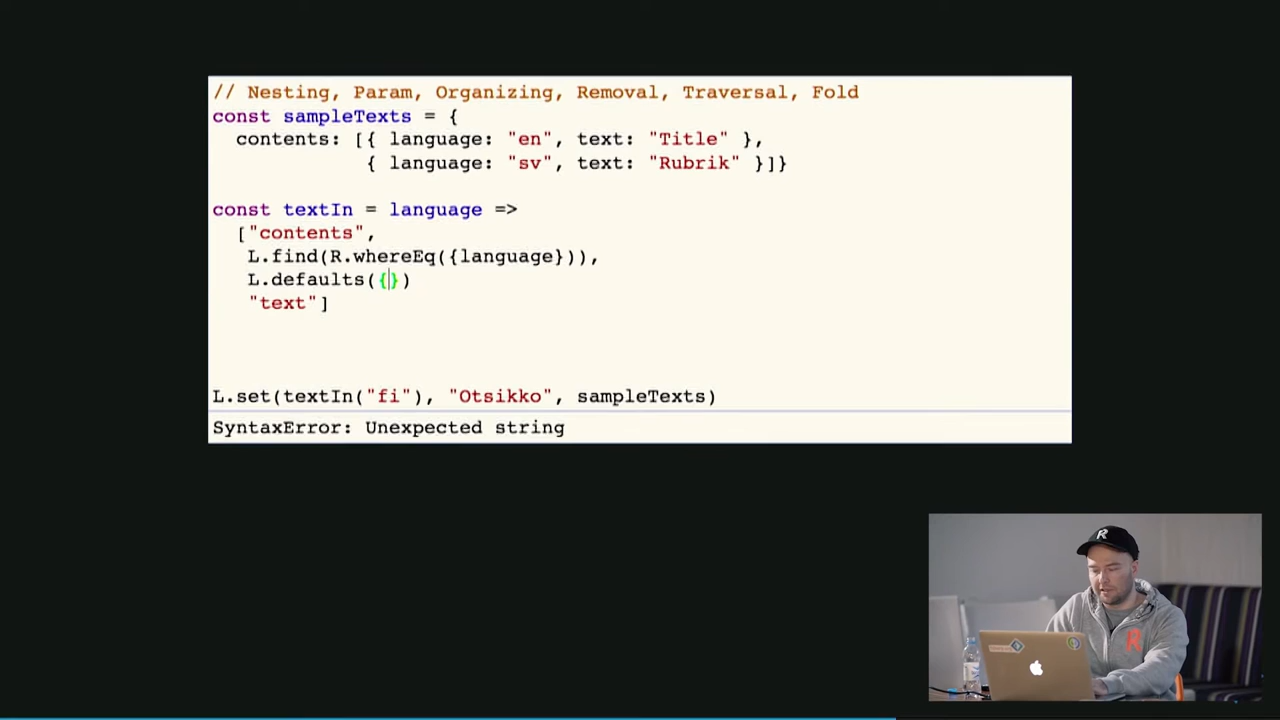 // Nesting, Param, Organizing, Removal, Traversal, Fold
const sampleTexts = {
  contents: [{ language: "en", text: "Title" },
             { language: "sv", text: "Rubrik" }]}
const textIn = language =>
  ["contents",
   L.find(R.whereEq({language})),
   L.defaults({})
   "text"]
L.set(textIn("fi"), "Otsikko", sampleTexts)
SyntaxError: Unexpected string
R
R